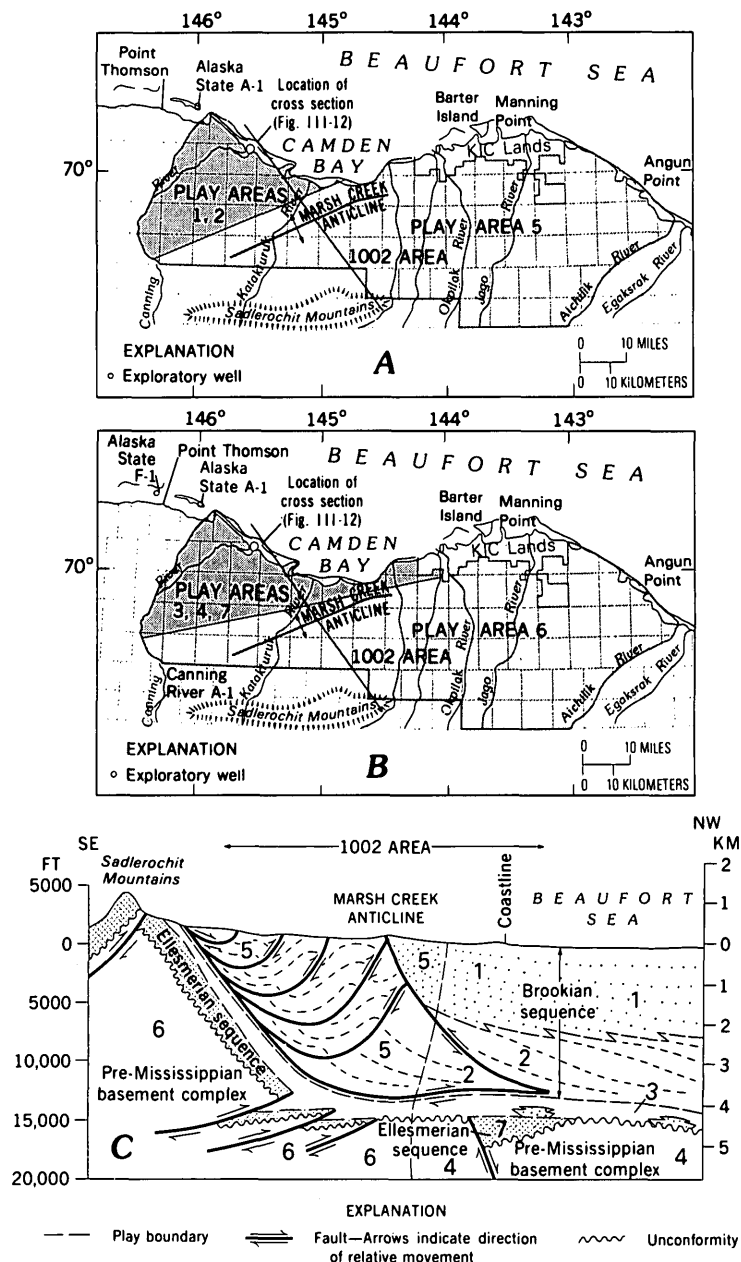 146° 145° 144° 143°
Point Thomson
Alaska State A-1
Location of cross section (Fig. III-12)
BEAUFORT SEA
Barter Island
Manning Point
KIC Lands
CAMDEN BAY
70°
Angun Point
River
PLAY AREAS 1, 2
River
MARSH CREEK ANTICLINE
PLAY AREA 5
River
River
1002 AREA
Canning
Katakturuk
Okpilak
Jago
Aichilik
River
Egaksrak River
Sadlerochit Mountains
EXPLANATION
○ Exploratory well
A
0 10 MILES
0 10 KILOMETERS
146° 145° 144° 143°
Alaska State F-1
Point Thomson
Alaska State A-1
Location of cross section (Fig. III-12)
BEAUFORT SEA
Barter Island
Manning Point
KIC Lands
CAMDEN BAY
70°
Angun Point
River
PLAY AREAS 3, 4, 7
River
MARSH CREEK ANTICLINE
PLAY AREA 6
River
River
1002 AREA
Canning River A-1
Canning
Katakturuk
Okpilak
Jago
Aichilik
River
Egaksrak River
Sadlerochit Mountains
EXPLANATION
○ Exploratory well
B
0 10 MILES
0 10 KILOMETERS
SE
NW
FT
KM
Sadlerochit Mountains
1002 AREA
MARSH CREEK ANTICLINE
Coastline
BEAUFORT SEA
5000
0
5000
10,000
15,000
20,000
2
1
0
1
2
3
4
5
5
5
1
1
Brookian sequence
Ellesmerian sequence
6
5
2
2
3
Pre-Mississippian basement complex
7
Ellesmerian sequence
Pre-Mississippian basement complex
6
6
4
4
C
EXPLANATION
Play boundary
Fault—Arrows indicate direction of relative movement
Unconformity